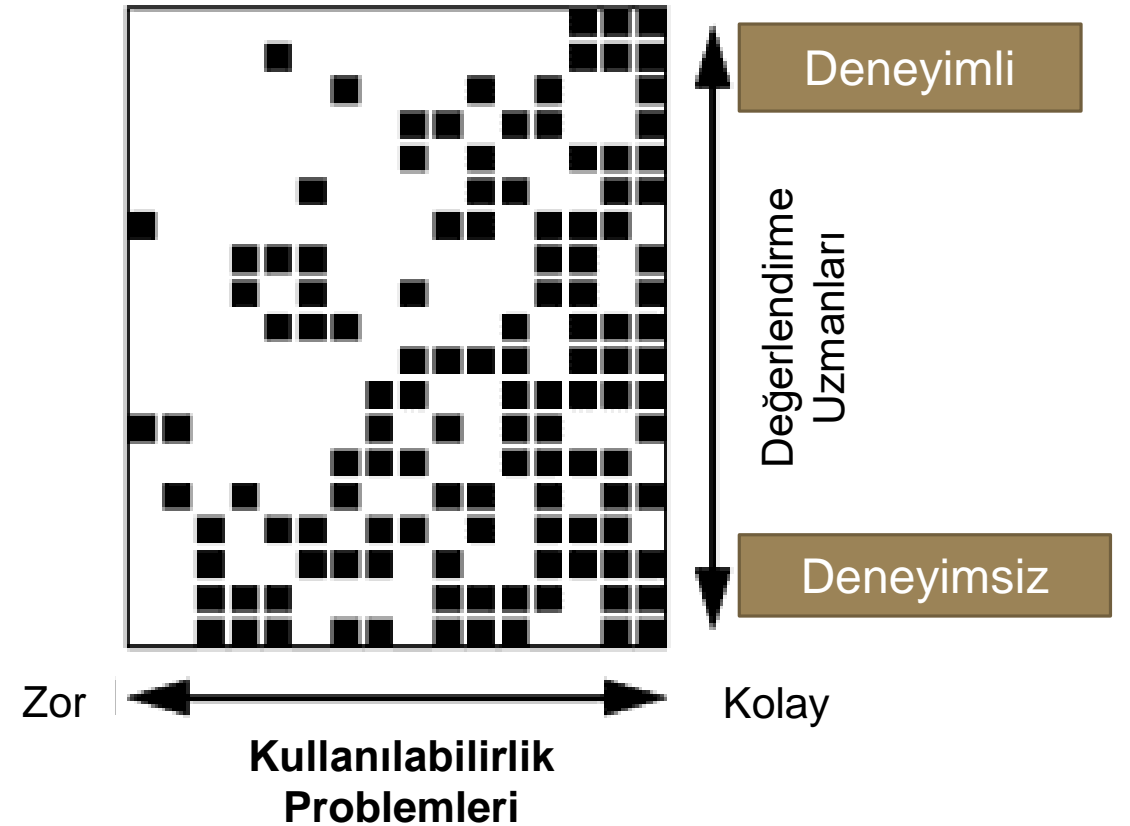 Deneyimli
Değerlendirme
Uzmanları
Deneyimsiz
Zor
Kolay
Kullanılabilirlik
Problemleri